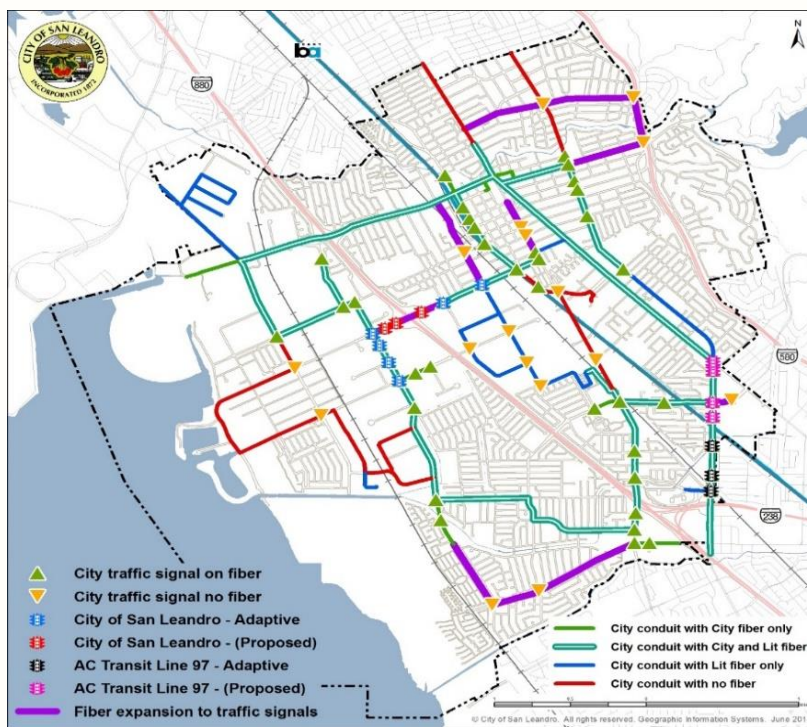 CITY OF SAN LEANDRO
INCORPORATED 1872
880
N
580
238
City traffic signal on fiber
City traffic signal no fiber
City of San Leandro - Adaptive
City of San Leandro - (Proposed)
AC Transit Line 97 - Adaptive
AC Transit Line 97 - (Proposed)
Fiber expansion to traffic signals
City conduit with City fiber only
City conduit with City and Lit fiber
City conduit with Lit fiber only
City conduit with no fiber
© City of San Leandro. All rights reserved. Geographic Information Systems: June